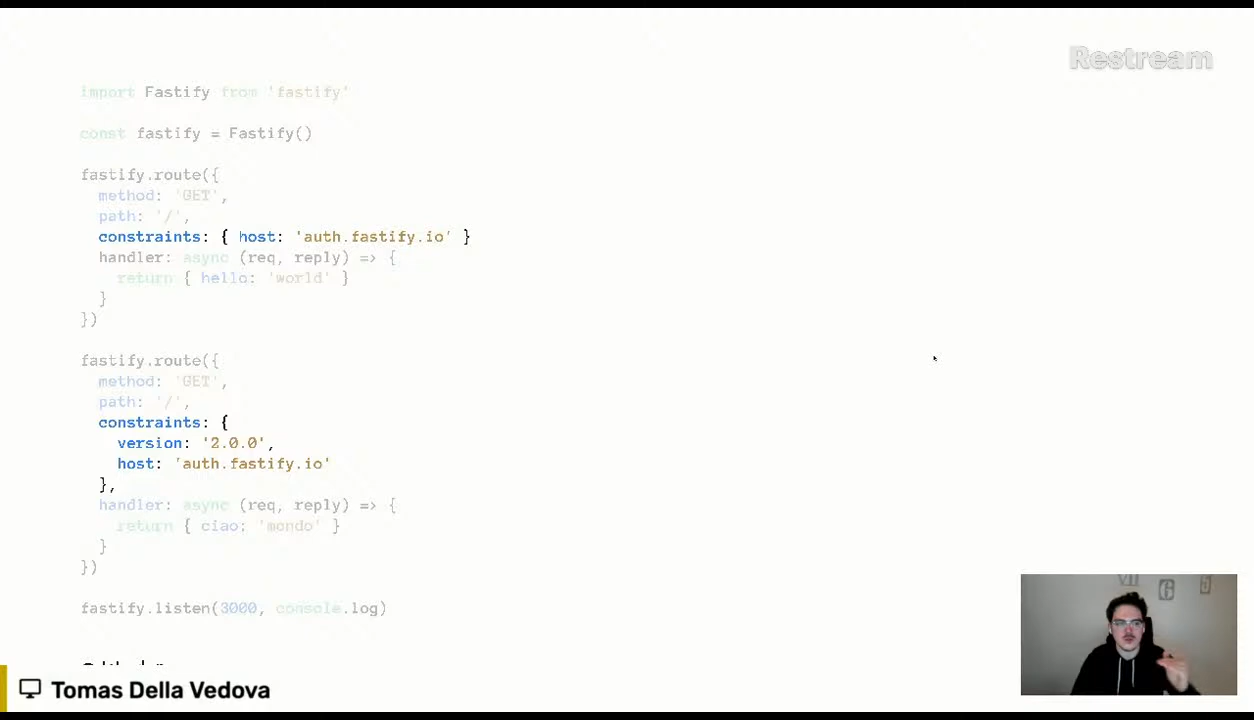 Restream
import Fastify from 'fastify'
const fastify = Fastify()
fastify.route({
method: 'GET',
path: '/',
constraints: { host: 'auth.fastify.io' }
handler: async (req, reply) => {
return { hello: 'world' }
}
})
fastify.route({
method: 'GET',
path: '/',
constraints: {
version: '2.0.0',
host: 'auth.fastify.io'
},
handler: async (req, reply) => {
return { ciao: 'mondo' }
}
})
fastify.listen(3000, console.log)
Tomas Della Vedova